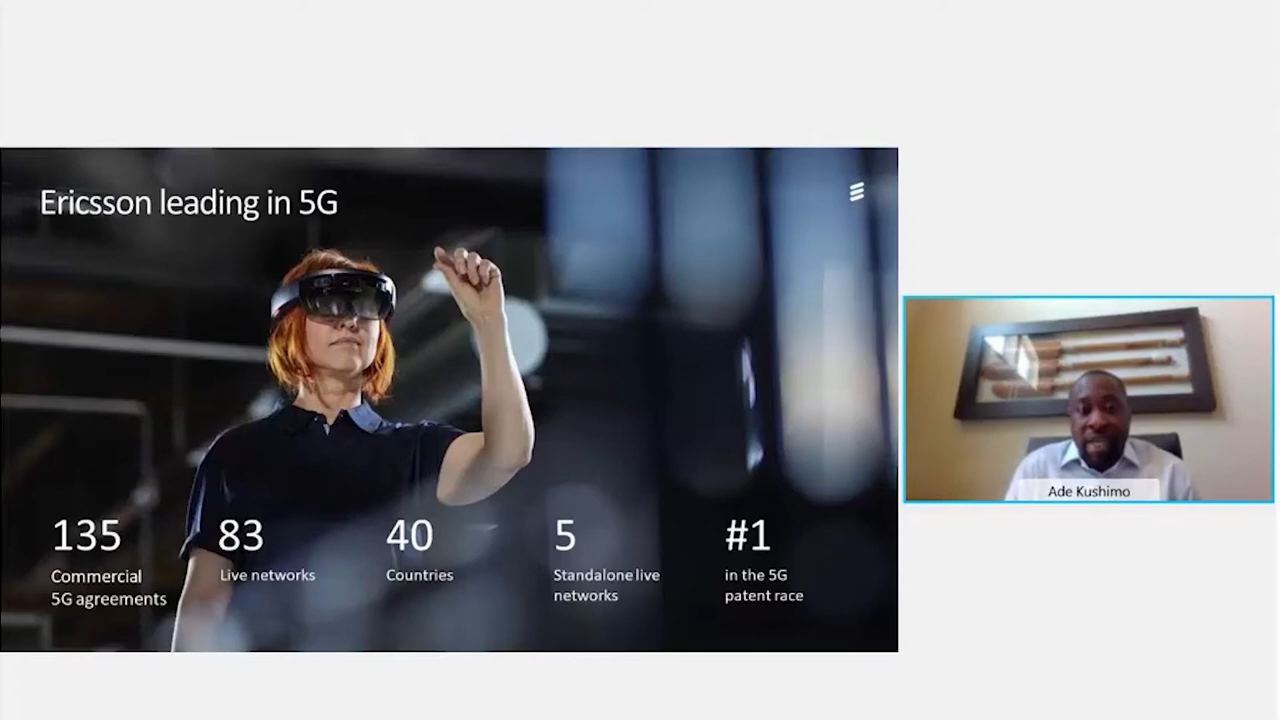 Ericsson leading in 5G
135
Commercial
5G agreements
83
Live networks
40
Countries
5
Standalone live
networks
#1
in the 5G
patent race
Ade Kushimo